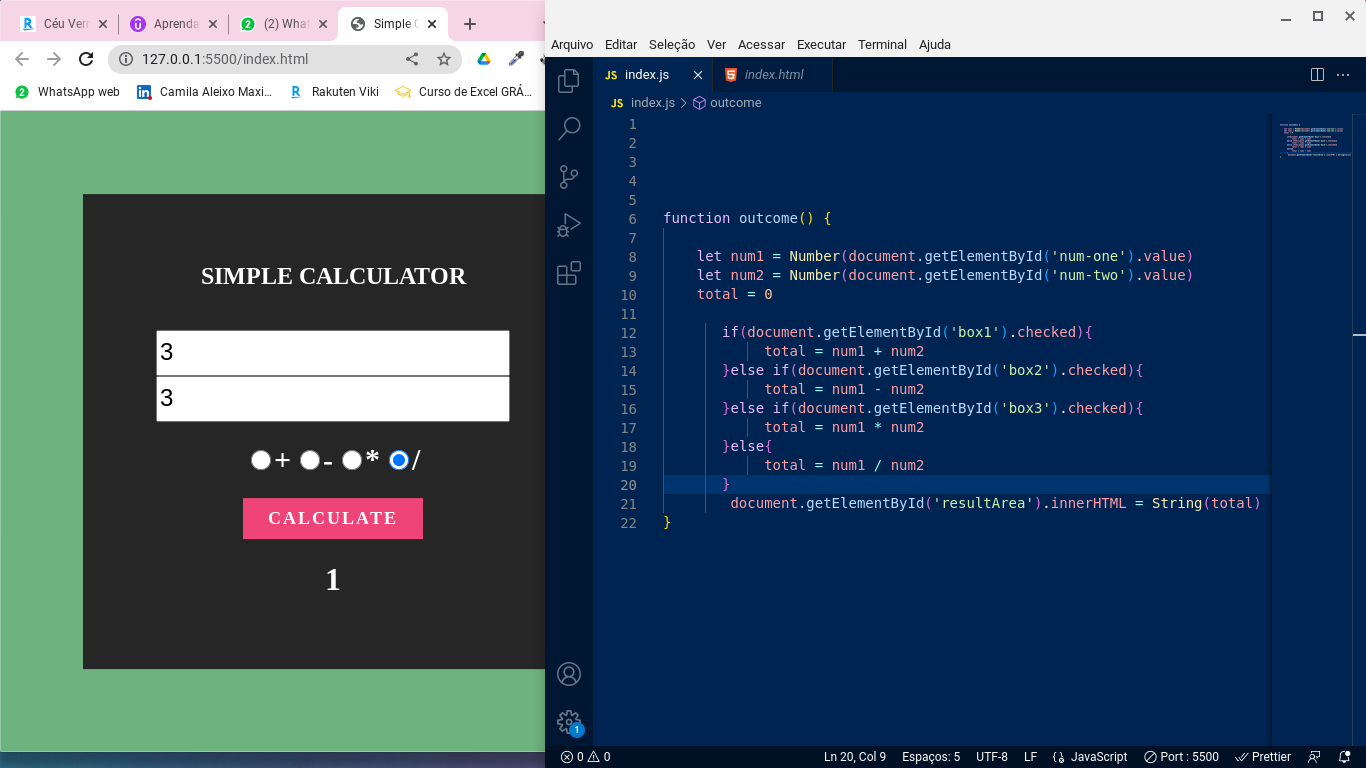 Céu Verm
Aprenda
(2) What
Simple C
127.0.0.1:5500/index.html
WhatsApp web
Camila Aleixo Maxi...
Rakuten Viki
Curso de Excel GRÁ...
SIMPLE CALCULATOR
3
3
+ - * /
CALCULATE
1
Arquivo Editar Seleção Ver Acessar Executar Terminal Ajuda
JS index.js index.html
JS index.js > outcome
1
2
3
4
5
6 function outcome() {
7
8 let num1 = Number(document.getElementById('num-one').value)
9 let num2 = Number(document.getElementById('num-two').value)
10 total = 0
11
12 if(document.getElementById('box1').checked){
13 total = num1 + num2
14 }else if(document.getElementById('box2').checked){
15 total = num1 - num2
16 }else if(document.getElementById('box3').checked){
17 total = num1 * num2
18 }else{
19 total = num1 / num2
20 }
21 document.getElementById('resultArea').innerHTML = String(total)
22 }
1
0 0 Ln 20, Col 9 Espaços: 5 UTF-8 LF {} JavaScript Port : 5500 Prettier